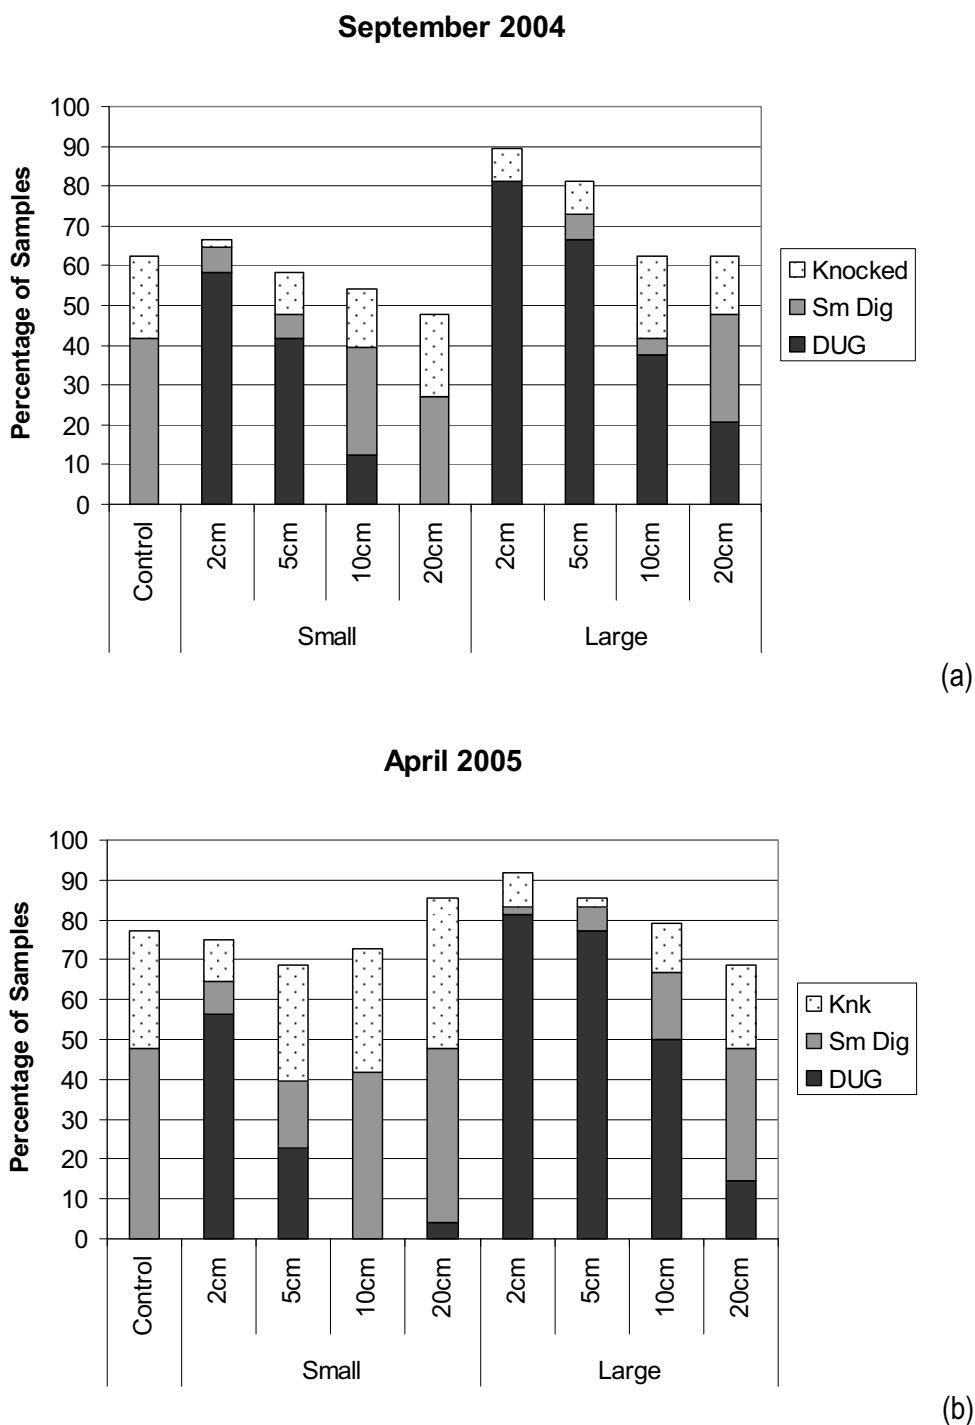 September 2004
Percentage of Samples
100
90
80
70
60
50
40
30
20
10
0
Knocked
Sm Dig
DUG
Control 2cm 5cm 10cm 20cm 2cm 5cm 10cm 20cm
Small Large
(a)
April 2005
Percentage of Samples
100
90
80
70
60
50
40
30
20
10
0
Knk
Sm Dig
DUG
Control 2cm 5cm 10cm 20cm 2cm 5cm 10cm 20cm
Small Large
(b)